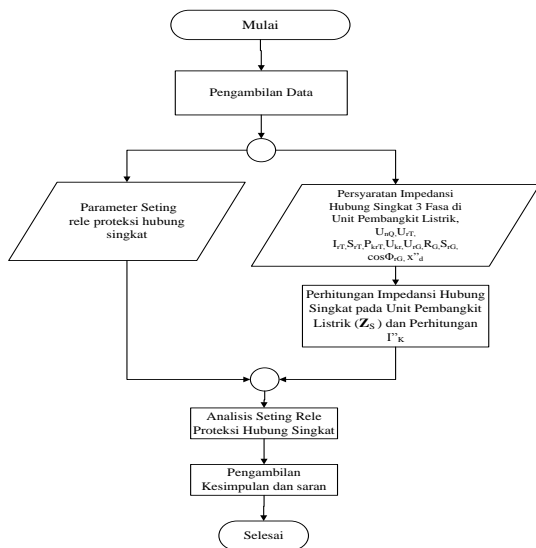 Mulai
Pengambilan Data
Parameter Seting
rele proteksi hubung
singkat
Persyaratan Impedansi
Hubung Singkat 3 Fasa di
Unit Pembangkit Listrik,
UnQ,UrT,
IrT,SrT,PkrT,Ukr,UrG,RG,SrG,
cosΦrG, x”d
Perhitungan Impedansi Hubung
Singkat pada Unit Pembangkit
Listrik (ZS ) dan Perhitungan
I”K
Analisis Seting Rele
Proteksi Hubung Singkat
Pengambilan
Kesimpulan dan saran
Selesai